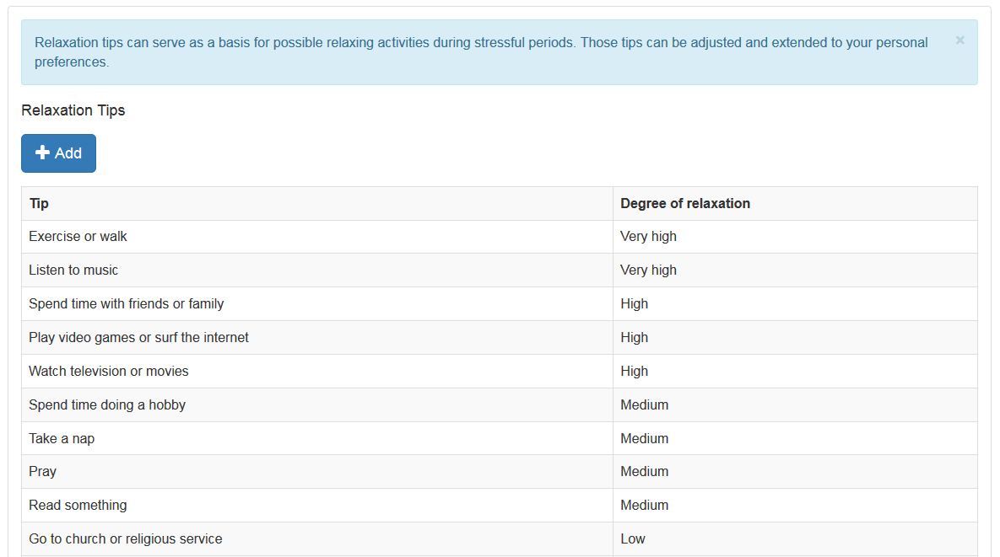 Relaxation tips can serve as a basis for possible relaxing activities during stressful periods. Those tips can be adjusted and extended to your personal
preferences.
×
Relaxation Tips
+ Add
Tip Degree of relaxation
Exercise or walk Very high
Listen to music Very high
Spend time with friends or family High
Play video games or surf the internet High
Watch television or movies High
Spend time doing a hobby Medium
Take a nap Medium
Pray Medium
Read something Medium
Go to church or religious service Low